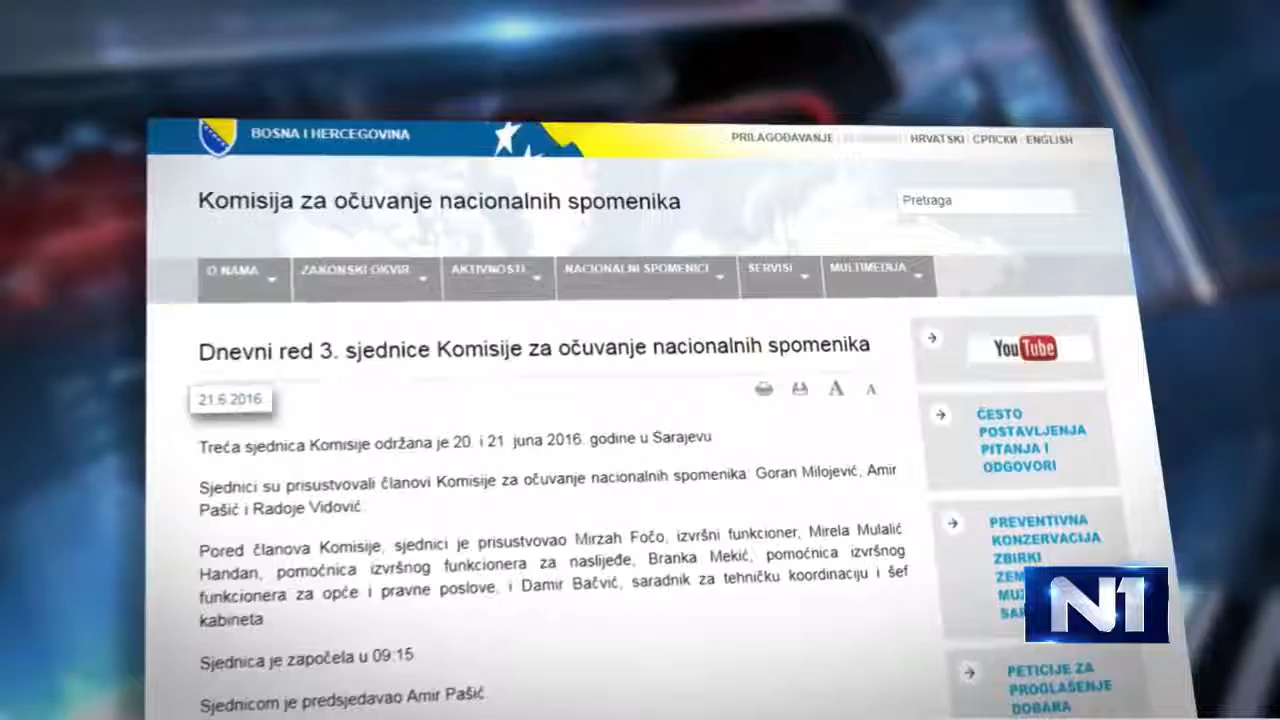 BOSNA I HERCEGOVINA
PRILAGOĐAVANJE | HRVATSKI | СРПСКИ | ENGLISH
Komisija za očuvanje nacionalnih spomenika
Pretraga
O NAMA
ZAKONSKI OKVIR
AKTIVNOSTI
NACIONALNI SPOMENICI
SERVISI
MULTIMEDIJA
Dnevni red 3. sjednice Komisije za očuvanje nacionalnih spomenika
21.6.2016
A A
Treća sjednica Komisije održana je 20. i 21 juna 2016. godine u Sarajevu
Sjednici su prisustvovali članovi Komisije za očuvanje nacionalnih spomenika: Goran Milojević, Amir
Pašić i Radoje Vidović.
Pored članova Komisije, sjednici je prisustvovao Mirzah Fočo, izvršni funkcioner, Mirela Mulalić
Handan, pomoćnica izvršnog funkcionera za naslijeđe, Branka Mekić, pomoćnica izvršnog
funkcionera za opće i pravne poslove, i Damir Bačvić, saradnik za tehničku koordinaciju i šef
kabineta
Sjednica je započela u 09:15
Sjednicom je predsjedavao Amir Pašić
YouTube
ČESTO
POSTAVLJENJA
PITANJA I
ODGOVORI
PREVENTIVNA
KONZERVACIJA
ZBIRKI
ZEM
MUZ
SAR
PETICIJE ZA
PROGLAŠENJE
DOBARA
N1